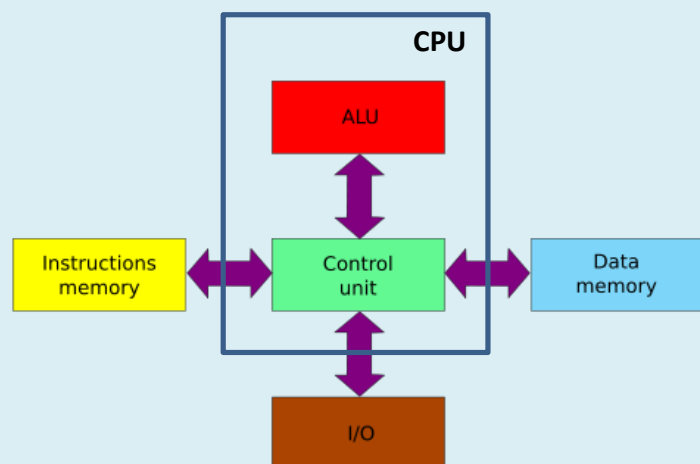 CPU
ALU
Instructions
memory
Control
unit
Data
memory
I/O